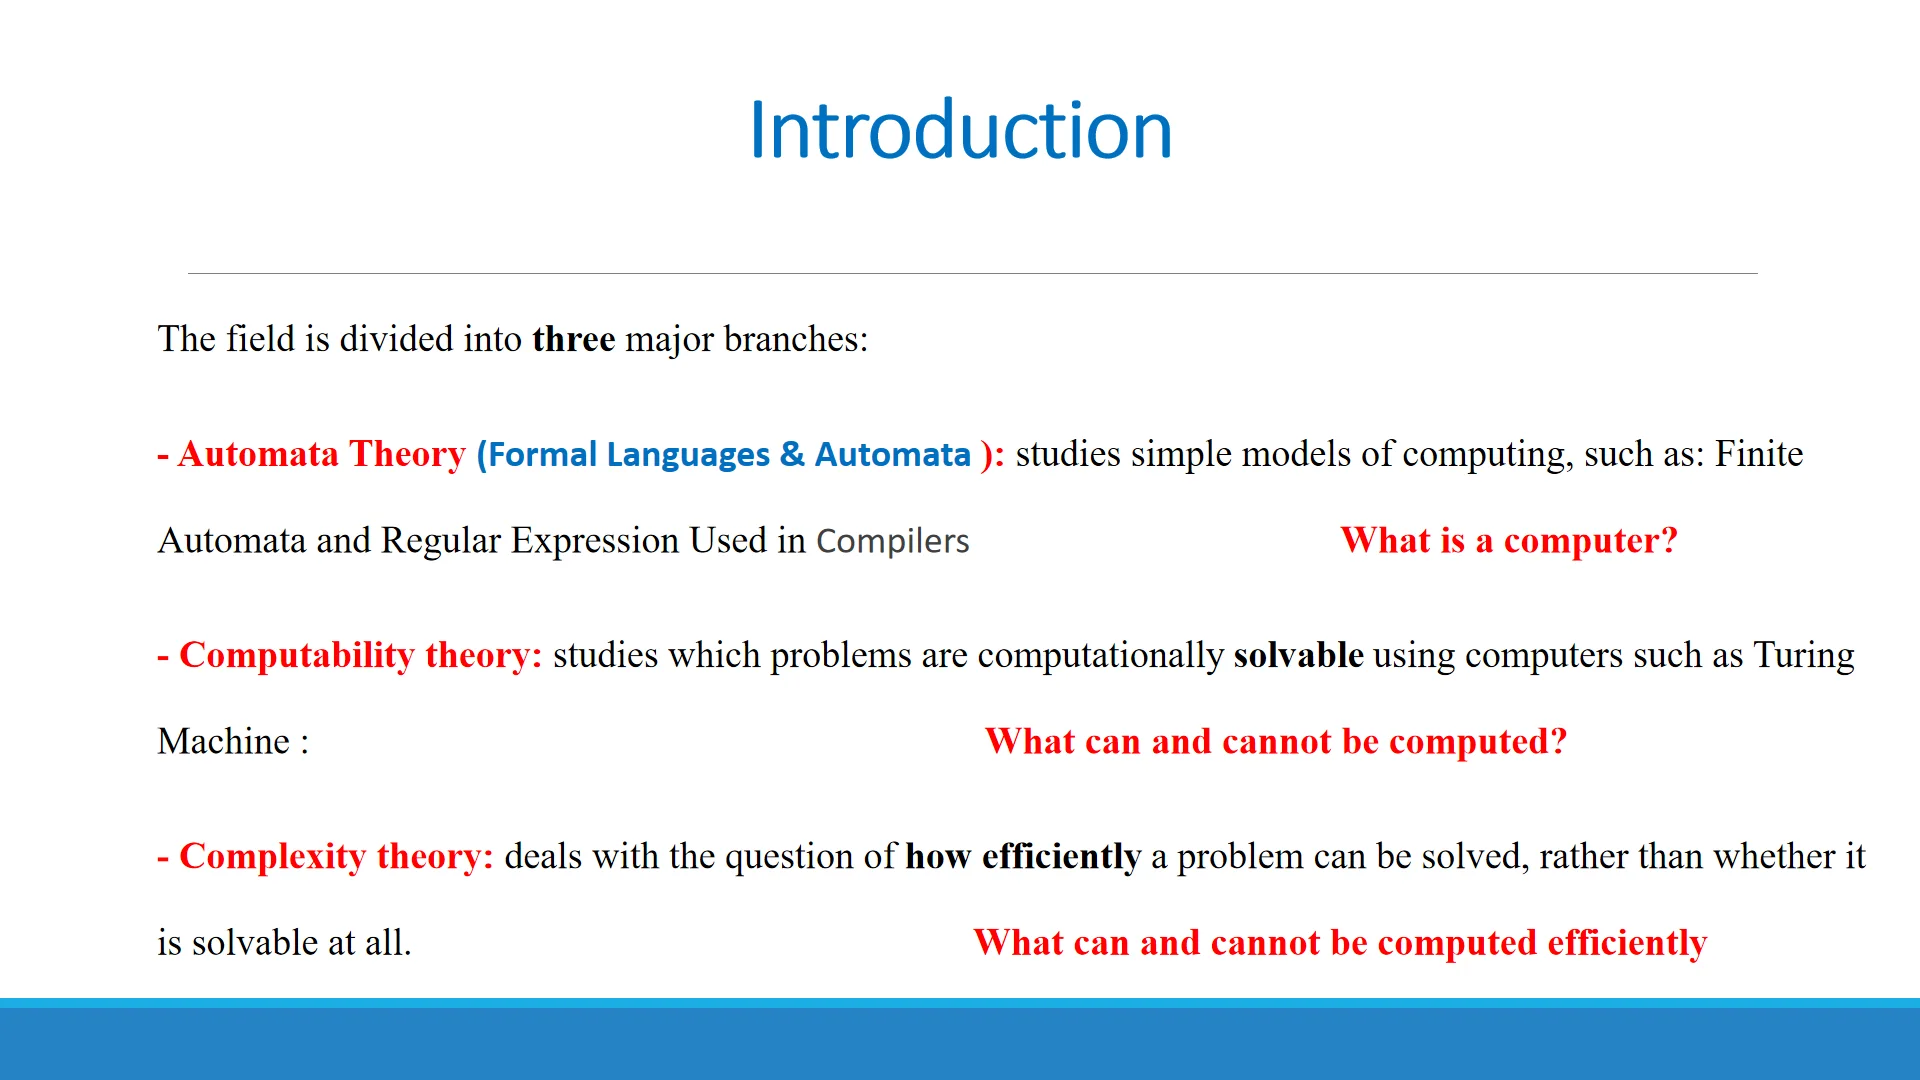 Introduction
The field is divided into three major branches:
- Automata Theory (Formal Languages & Automata ): studies simple models of computing, such as: Finite
Automata and Regular Expression Used in Compilers What is a computer?
- Computability theory: studies which problems are computationally solvable using computers such as Turing
Machine : What can and cannot be computed?
- Complexity theory: deals with the question of how efficiently a problem can be solved, rather than whether it
is solvable at all. What can and cannot be computed efficiently